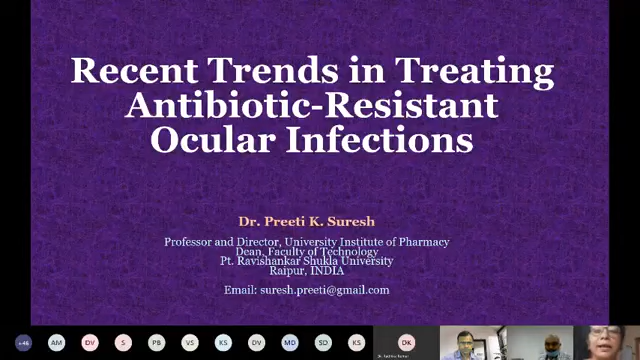 Recent Trends in Treating
Antibiotic-Resistant
Ocular Infections
Dr. Preeti K. Suresh
Professor and Director, University Institute of Pharmacy
Dean, Faculty of Technology
Pt. Ravishankar Shukla University
Raipur, INDIA
Email: suresh.preeti@gmail.com
+46 AM DV S PB VS KS DV MD SD KS DK